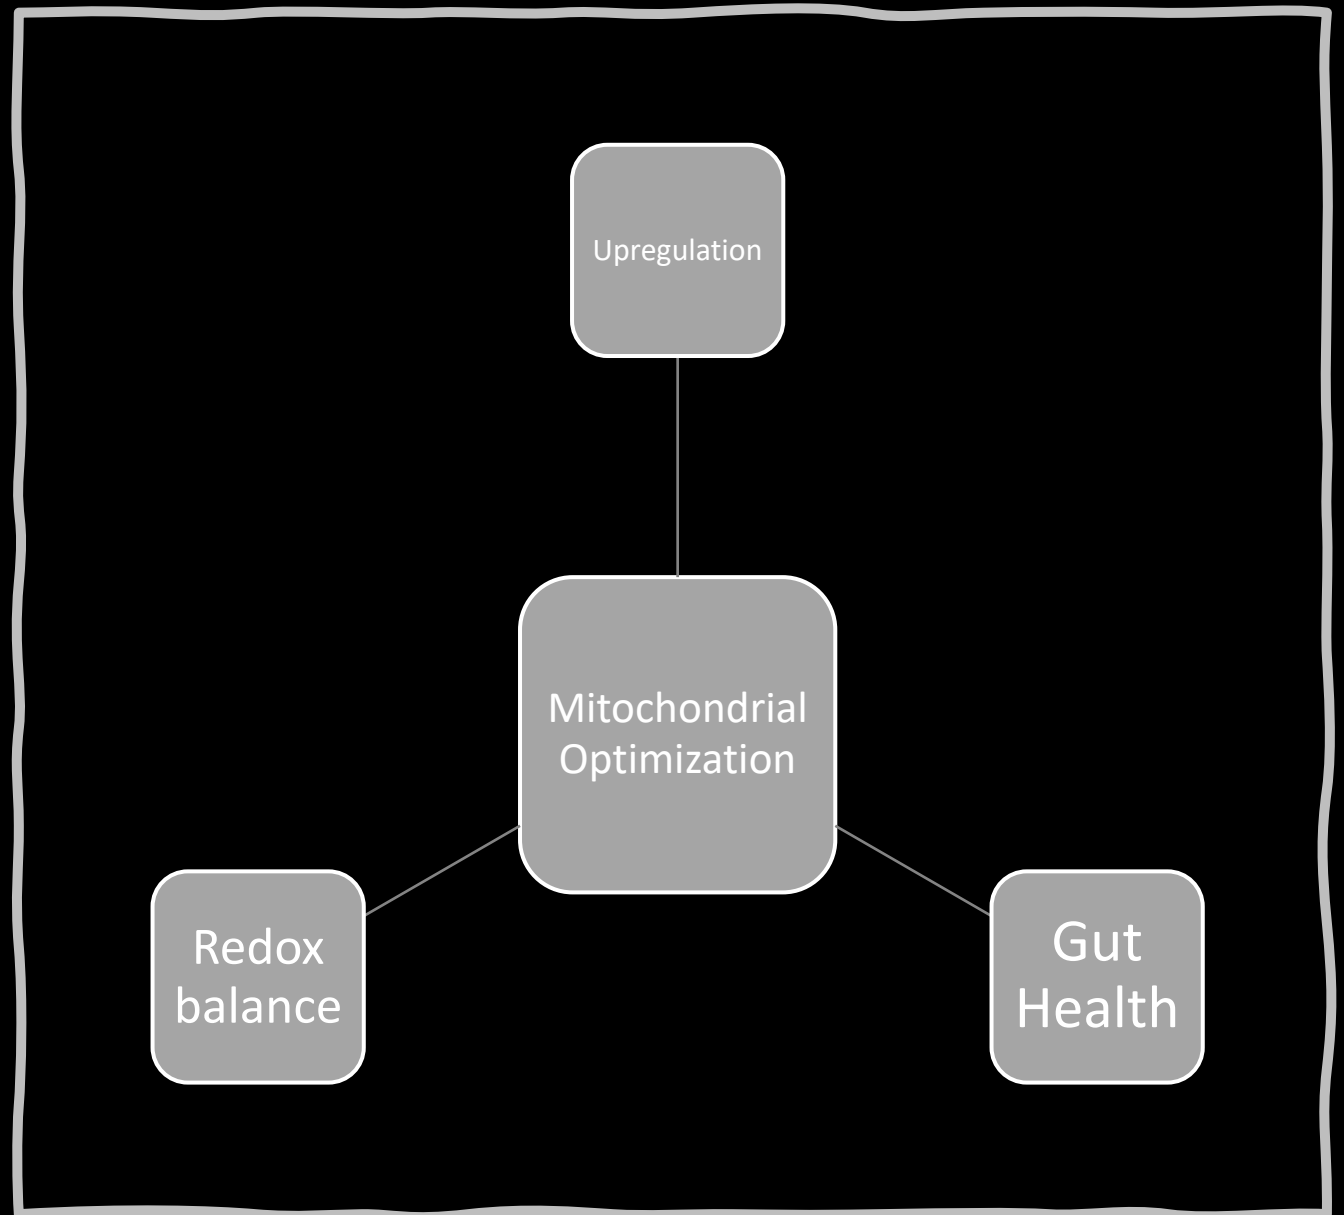 Upregulation
Mitochondrial
Optimization
Redox
balance
Gut
Health